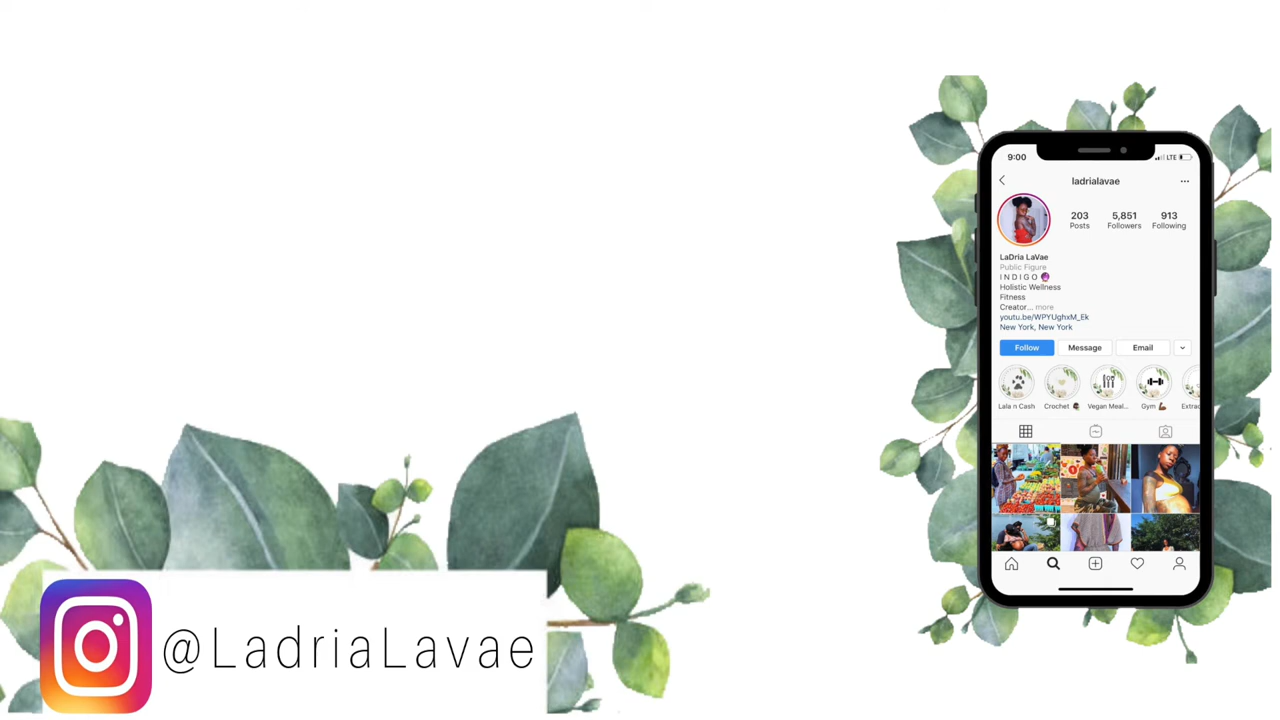 9:00
LTE
ladrialavae
203 5,851 913
Posts Followers Following
LaDria LaVae
Public Figure
I N D I G O
Holistic Wellness
Fitness
Creator... more
youtu.be/WPYUghxM_Ek
New York, New York
Follow Message Email
Lala n Cash Crochet Vegan Meal... Gym Extrac
@LadriaLavae